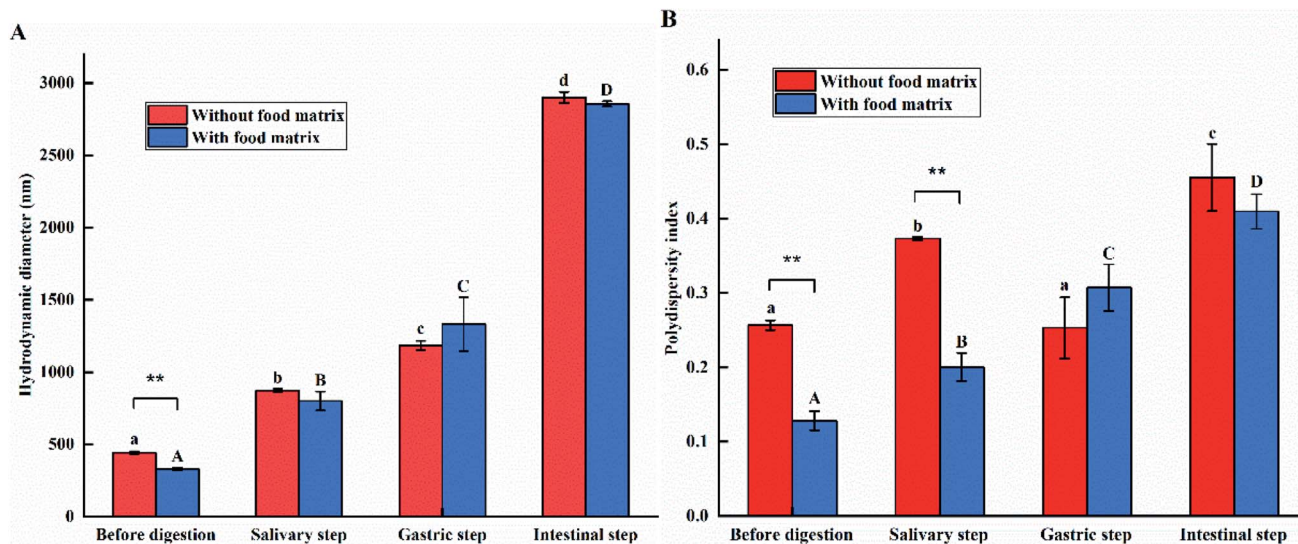 A
Hydrodynamic diameter (nm)
3000
2500
2000
1500
1000
500
0
Without food matrix
With food matrix
**
a
A
b
B
c
C
d
D
Before digestion
Salivary step
Gastric step
Intestinal step
B
Polydispersity index
0.6
0.5
0.4
0.3
0.2
0.1
0.0
Without food matrix
With food matrix
**
a
A
**
b
B
a
C
c
D
Before digestion
Salivary step
Gastric step
Intestinal step